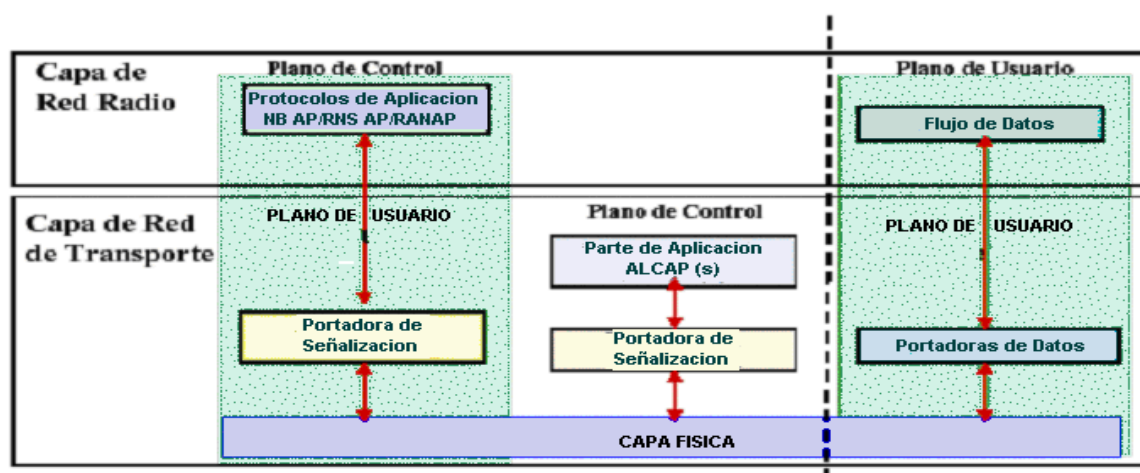 Capa de
Red Radio
Plano de Control
Protocolos de Aplicacion
NB AP/RNS AP/RANAP
Plano de Usuario
Flujo de Datos
Capa de Red
de Transporte
PLANO DE USUARIO
Plano de Control
Parte de Aplicacion
ALCAP (s)
PLANO DE USUARIO
Portadora de
Señalizacion
Portadora de
Señalizacion
Portadoras de Datos
CAPA FISICA